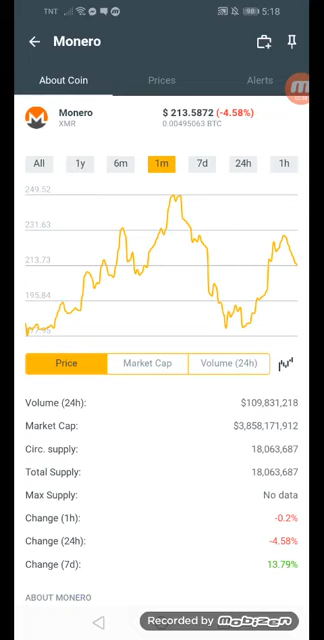 TNT 90 5:18
Monero
About Coin Prices Alerts
Monero $ 213.5872 (-4.58%)
XMR 0.00495063 BTC
All 1y 6m 1m 7d 24h 1h
249.52
231.63
213.73
195.84
Price Market Cap Volume (24h)
Volume (24h): $109,831,218
Market Cap: $3,858,171,912
Circ. supply: 18,063,687
Total Supply: 18,063,687
Max Supply: No data
Change (1h) -0.2%
Change (24h) -4.58%
Change (7d) 13.79%
ABOUT MONERO
Recorded by MOBIZEN